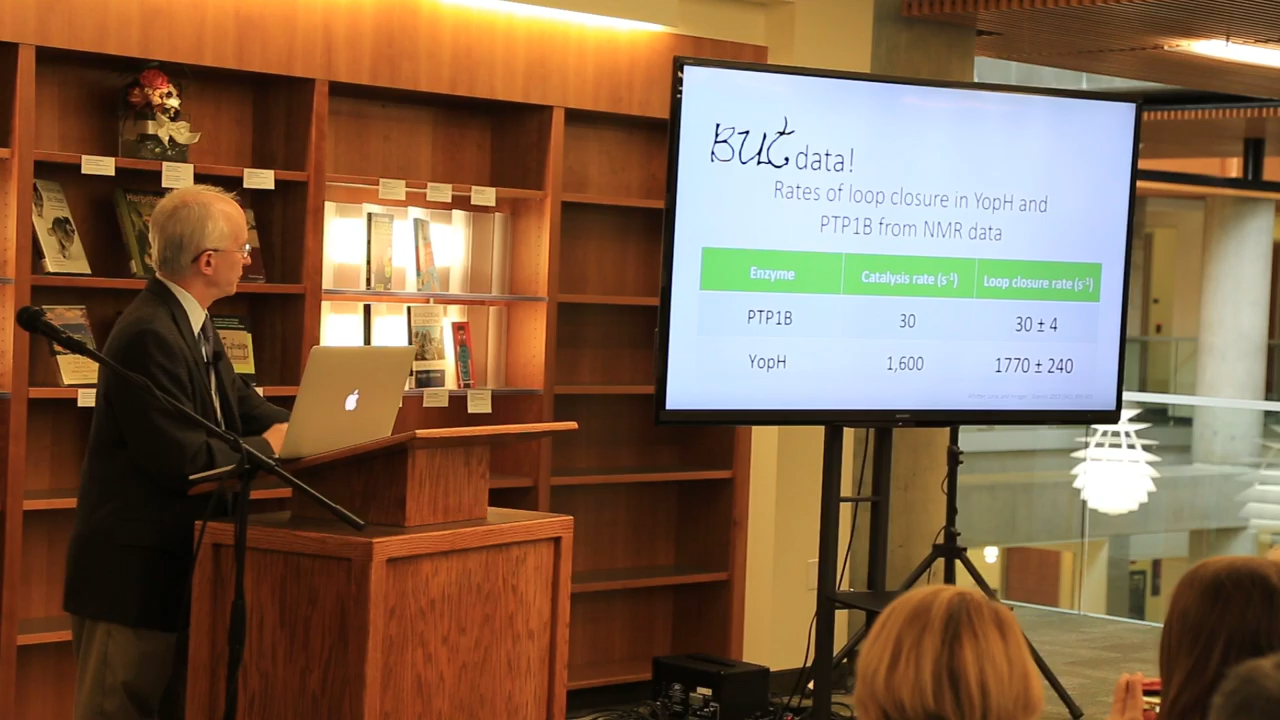 BUT data!
Rates of loop closure in YopH and
PTP1B from NMR data
Enzyme Catalysis rate (s⁻¹) Loop closure rate (s⁻¹)
PTP1B 30 30 ± 4
YopH 1,600 1770 ± 240